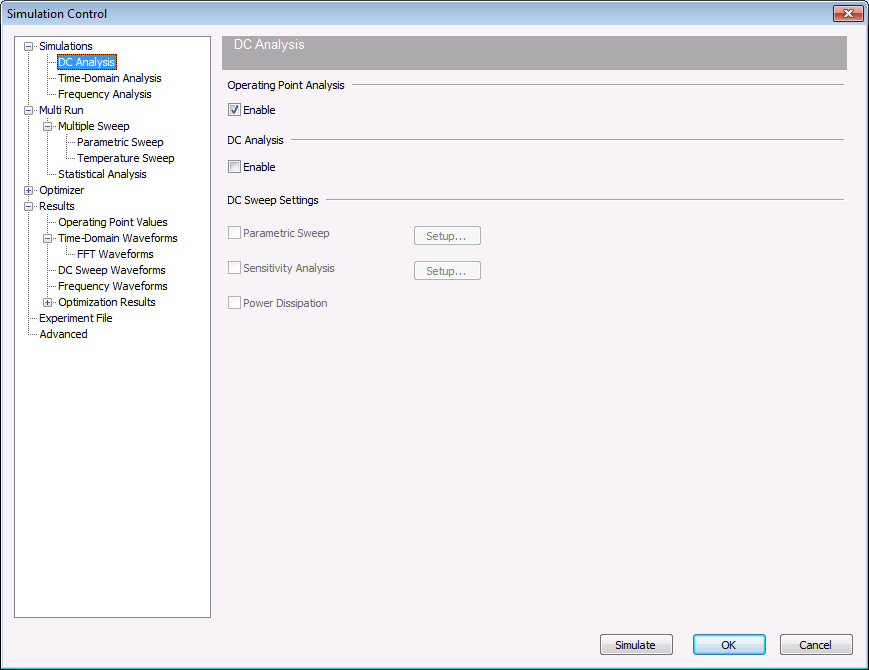 Simulation Control
Simulations
DC Analysis
Time-Domain Analysis
Frequency Analysis
Multi Run
Multiple Sweep
Parametric Sweep
Temperature Sweep
Statistical Analysis
Optimizer
Results
Operating Point Values
Time-Domain Waveforms
FFT Waveforms
DC Sweep Waveforms
Frequency Waveforms
Optimization Results
Experiment File
Advanced
DC Analysis
Operating Point Analysis
Enable
DC Analysis
Enable
DC Sweep Settings
Parametric Sweep Setup...
Sensitivity Analysis Setup...
Power Dissipation
Simulate OK Cancel